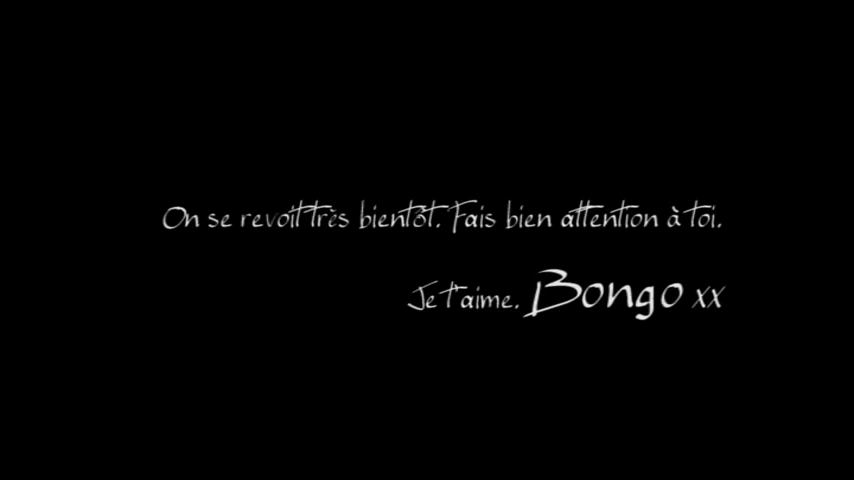 On se revoit très bientôt. Fais bien attention à toi.
Je t'aime. Bongo xx